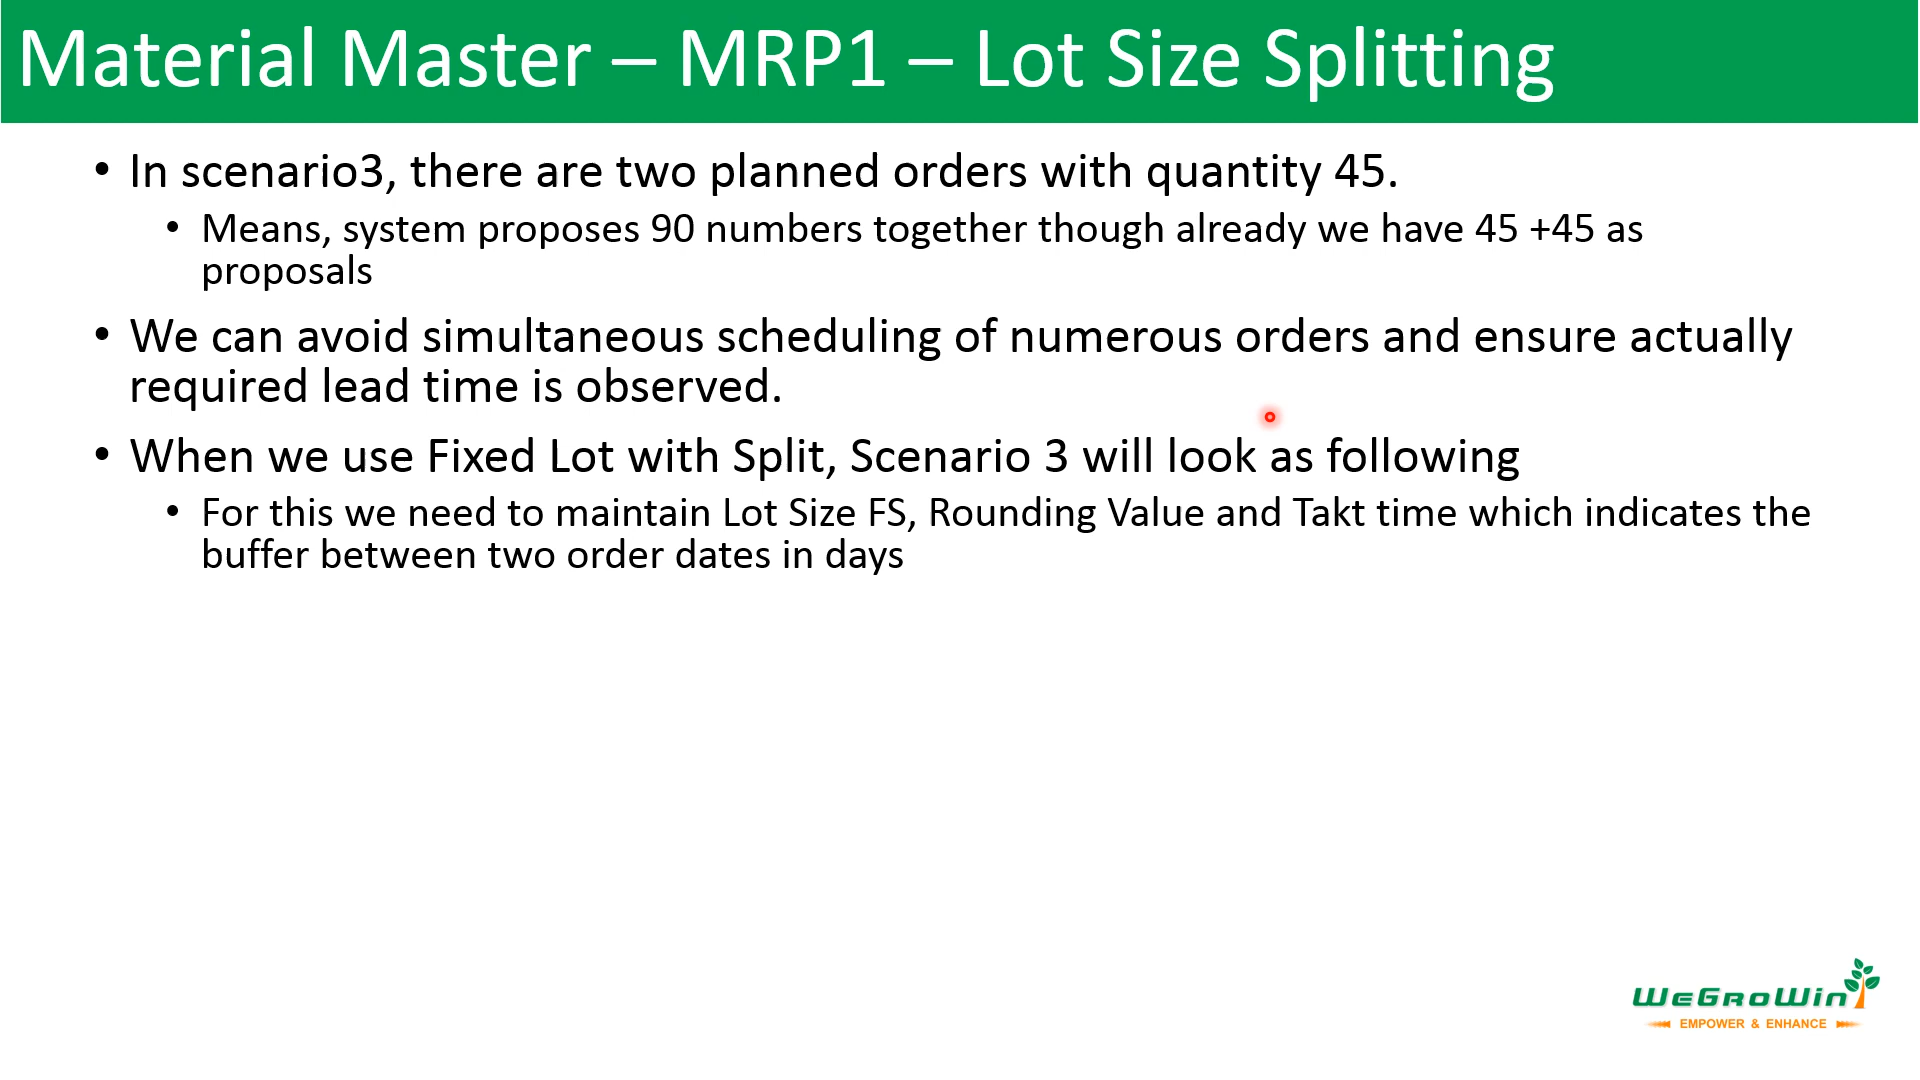 Material Master – MRP1 – Lot Size Splitting
• In scenario3, there are two planned orders with quantity 45.
• Means, system proposes 90 numbers together though already we have 45 +45 as
proposals
• We can avoid simultaneous scheduling of numerous orders and ensure actually
required lead time is observed.
• When we use Fixed Lot with Split, Scenario 3 will look as following
• For this we need to maintain Lot Size FS, Rounding Value and Takt time which indicates the
buffer between two order dates in days
WeGroWin
EMPOWER & ENHANCE